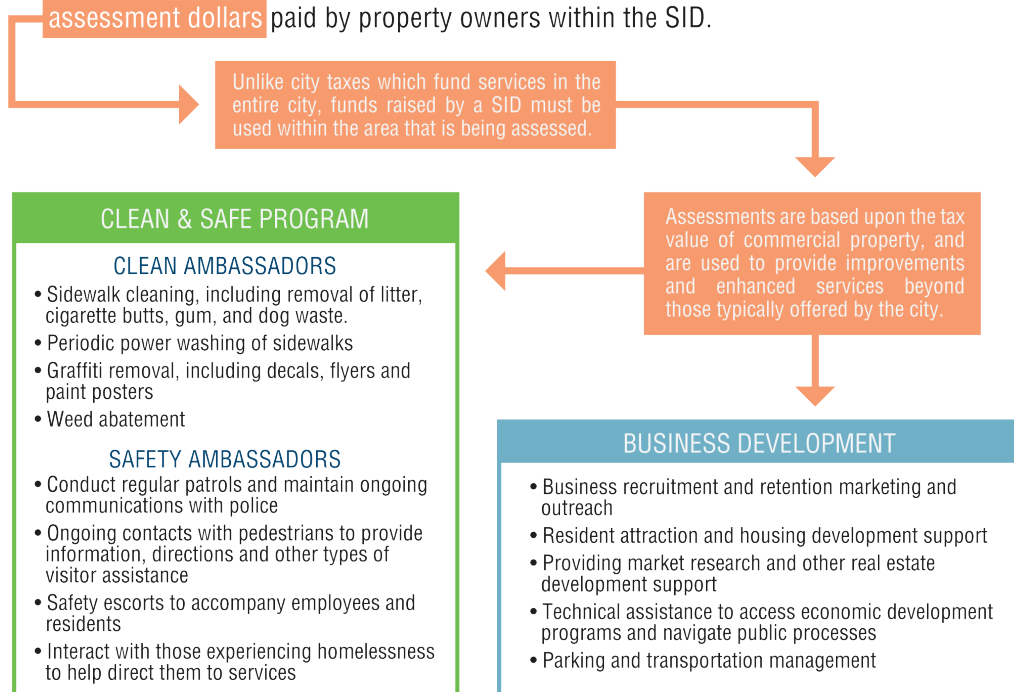 assessment dollars paid by property owners within the SID.
Unlike city taxes which fund services in the
entire city, funds raised by a SID must be
used within the area that is being assessed.
Assessments are based upon the tax
value of commercial property, and
are used to provide improvements
and enhanced services beyond
those typically offered by the city.
CLEAN & SAFE PROGRAM
CLEAN AMBASSADORS
• Sidewalk cleaning, including removal of litter,
cigarette butts, gum, and dog waste.
• Periodic power washing of sidewalks
• Graffiti removal, including decals, flyers and
paint posters
• Weed abatement
SAFETY AMBASSADORS
• Conduct regular patrols and maintain ongoing
communications with police
• Ongoing contacts with pedestrians to provide
information, directions and other types of
visitor assistance
• Safety escorts to accompany employees and
residents
• Interact with those experiencing homelessness
to help direct them to services
BUSINESS DEVELOPMENT
• Business recruitment and retention marketing and
outreach
• Resident attraction and housing development support
• Providing market research and other real estate
development support
• Technical assistance to access economic development
programs and navigate public processes
• Parking and transportation management